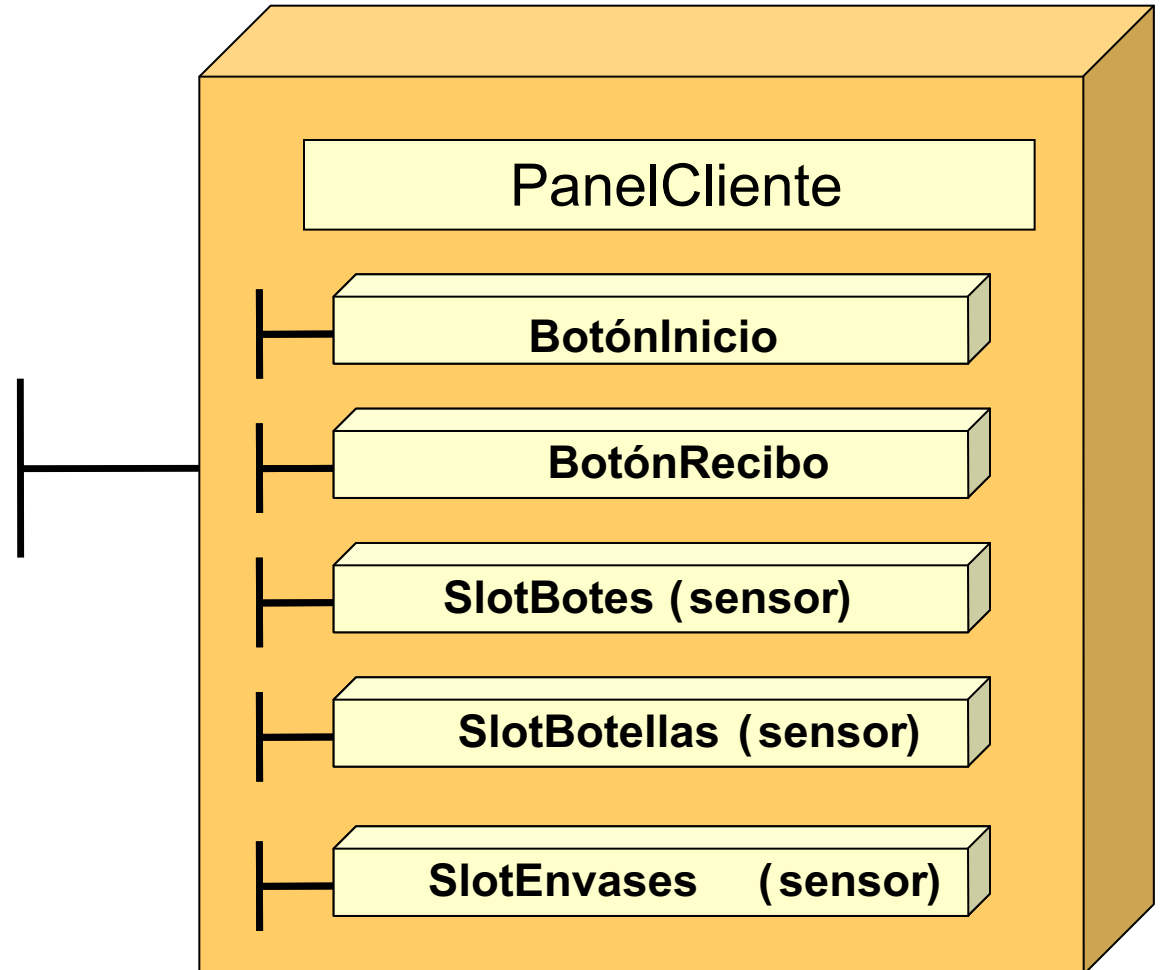 PanelCliente
BotónInicio
BotónRecibo
SlotBotes (sensor)
SlotBotellas (sensor)
SlotEnvases (sensor)